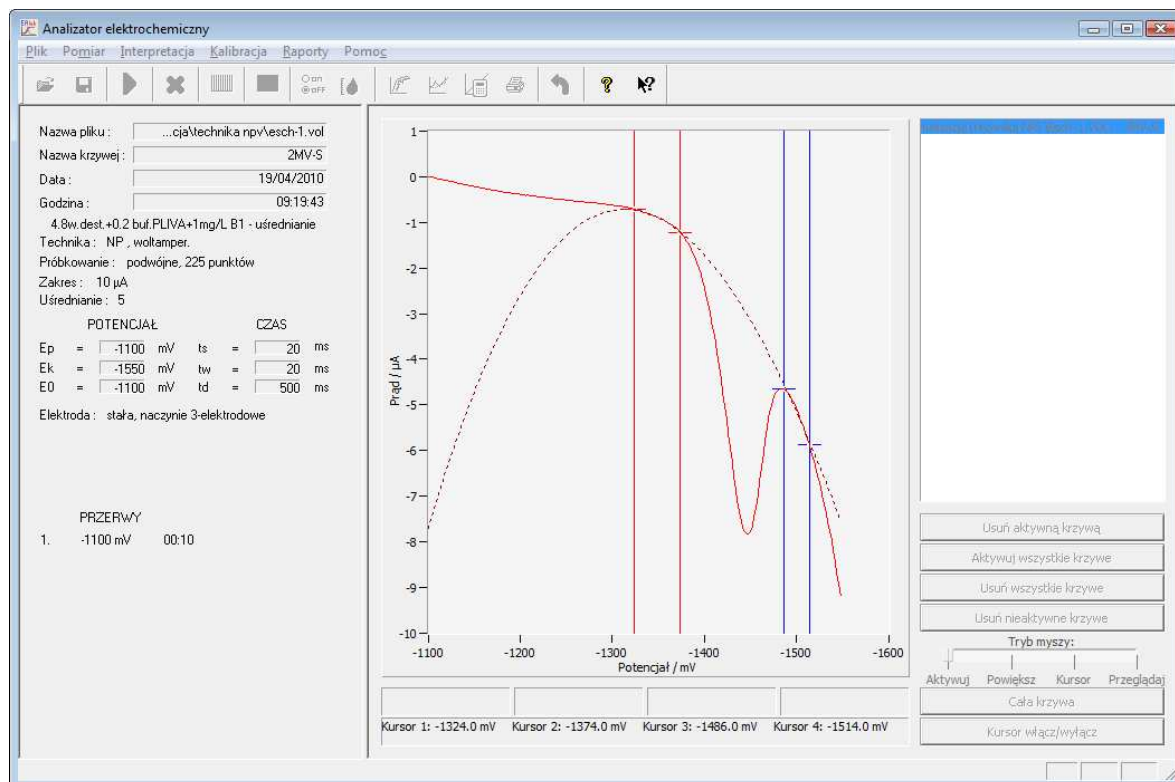 Analizator elektrochemiczny
Plik Pomiar Interpretacja Kalibracja Raporty Pomoc
on
off
Nazwa pliku : ...cja\technika npv\esch-1.vol
Nazwa krzywej : 2MV-S
Data : 19/04/2010
Godzina : 09:19:43
4.8w.dest.+0.2 buf.PLIVA+1mg/L B1 - uśrednianie
Technika : NP , woltamper.
Próbkowanie : podwójne, 225 punktów
Zakres : 10 µA
Uśrednianie : 5
POTENCJAŁ CZAS
Ep = -1100 mV ts = 20 ms
Ek = -1550 mV tw = 20 ms
E0 = -1100 mV td = 500 ms
Elektroda : stała, naczynie 3-elektrodowe
PRZERWY
1. -1100 mV 00:10
Prąd / µA
1
0
-1
-2
-3
-4
-5
-6
-7
-8
-9
-10
-1100 -1200 -1300 -1400 -1500 -1600
Potencjał / mV
Kursor 1: -1324.0 mV Kursor 2: -1374.0 mV Kursor 3: -1486.0 mV Kursor 4: -1514.0 mV
Usuń aktywną krzywą
Aktywuj wszystkie krzywe
Usuń wszystkie krzywe
Usuń nieaktywne krzywe
Tryb myszy:
Aktywuj Powiększ Kursor Przeglądaj
Cała krzywa
Kursor włącz/wyłącz